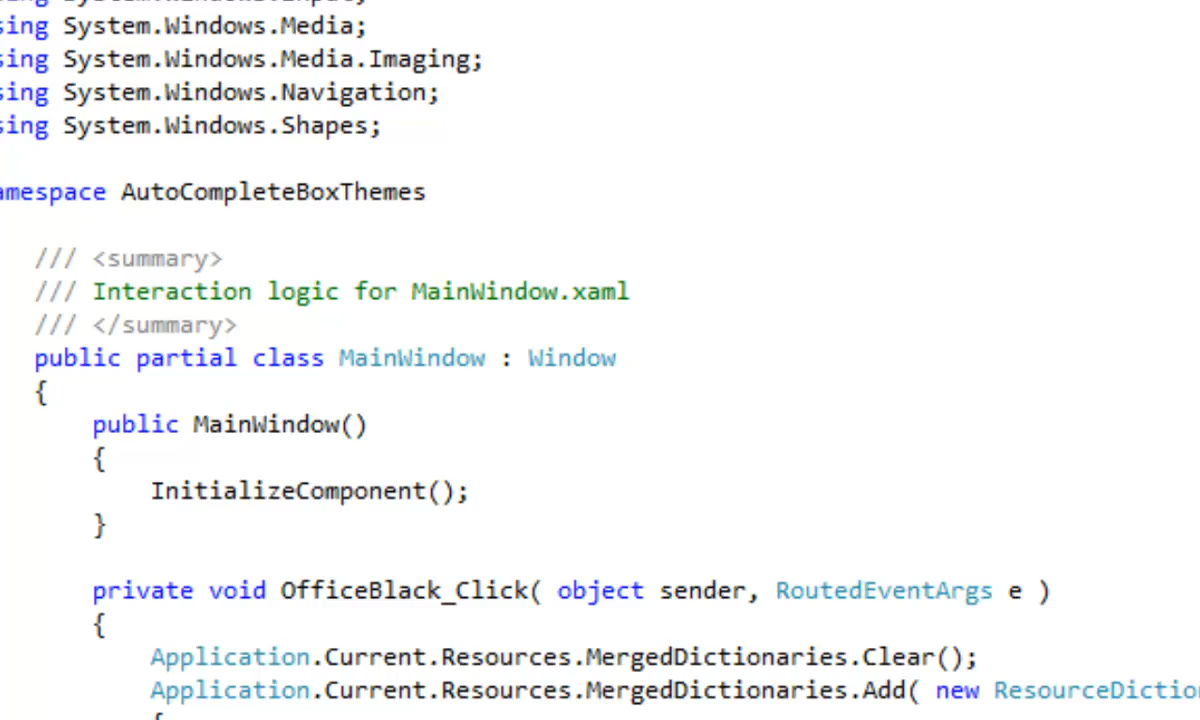 sing System.Windows.Media;
sing System.Windows.Media.Imaging;
sing System.Windows.Navigation;
sing System.Windows.Shapes;
amespace AutoCompleteBoxThemes
/// <summary>
/// Interaction logic for MainWindow.xaml
/// </summary>
public partial class MainWindow : Window
{
public MainWindow()
{
InitializeComponent();
}
private void OfficeBlack_Click( object sender, RoutedEventArgs e )
{
Application.Current.Resources.MergedDictionaries.Clear();
Application.Current.Resources.MergedDictionaries.Add( new ResourceDictio